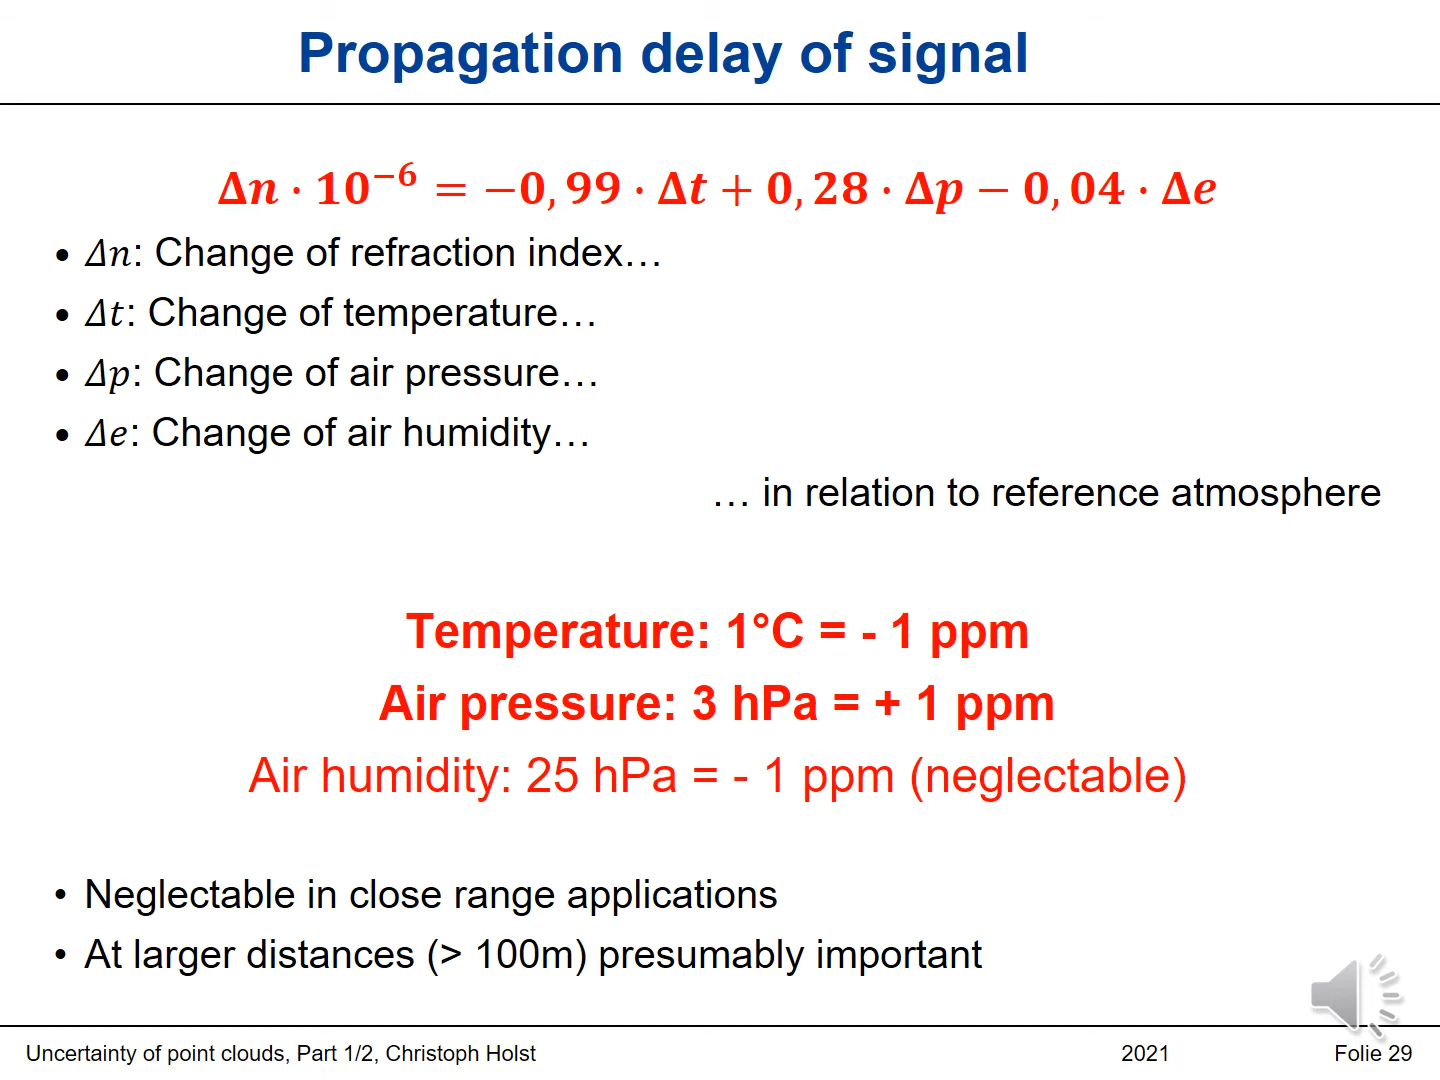 Propagation delay of signal
Δn · 10⁻⁶ = −0,99 · Δt + 0,28 · Δp − 0,04 · Δe
• Δn: Change of refraction index…
• Δt: Change of temperature…
• Δp: Change of air pressure…
• Δe: Change of air humidity…
… in relation to reference atmosphere
Temperature: 1°C = - 1 ppm
Air pressure: 3 hPa = + 1 ppm
Air humidity: 25 hPa = - 1 ppm (neglectable)
• Neglectable in close range applications
• At larger distances (> 100m) presumably important
Uncertainty of point clouds, Part 1/2, Christoph Holst 2021 Folie 29